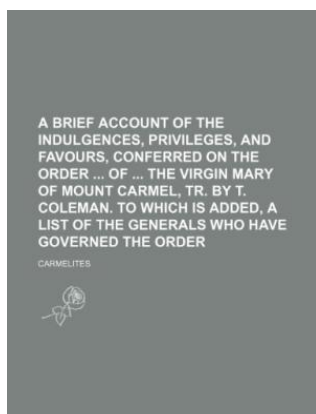 A BRIEF ACCOUNT OF THE
INDULGENCES, PRIVILEGES, AND
FAVOURS, CONFERRED ON THE
ORDER ... OF ... THE VIRGIN MARY
OF MOUNT CARMEL, TR. BY T.
COLEMAN. TO WHICH IS ADDED, A
LIST OF THE GENERALS WHO HAVE
GOVERNED THE ORDER
CARMELITES